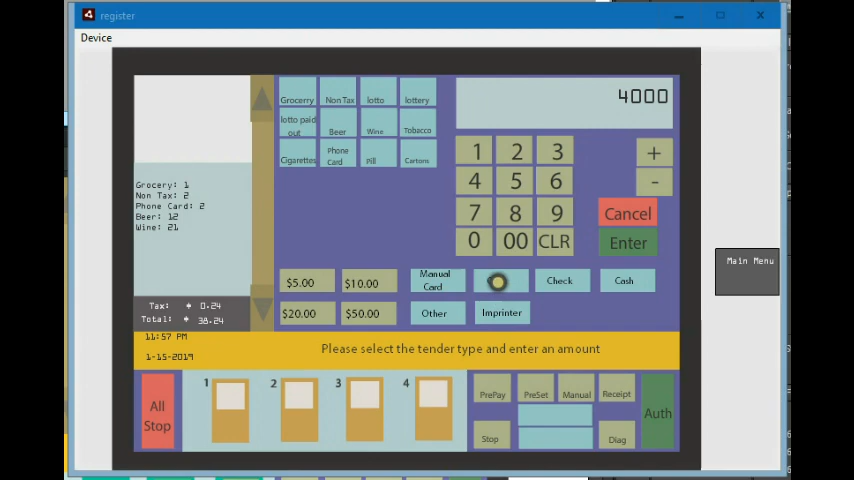 register
Device
Grocerry Non Tax lotto lottery
4000
lotto paid out Beer Wine Tobacco
Cigarettes Phone Card Pill Cartons
1 2 3 +
4 5 6 -
7 8 9 Cancel
0 00 CLR Enter
Grocery: 1
Non Tax: 2
Phone Card: 2
Beer: 12
Wine: 21
Main Menu
$5.00 $10.00 Manual Card Check Cash
$20.00 $50.00 Other Imprinter
Tax: 0.24
Total: 38.24
11:57 PM
1-15-2019
Please select the tender type and enter an amount
All Stop
1 2 3 4
PrePay PreSet Manual Receipt
Auth
Stop Diag